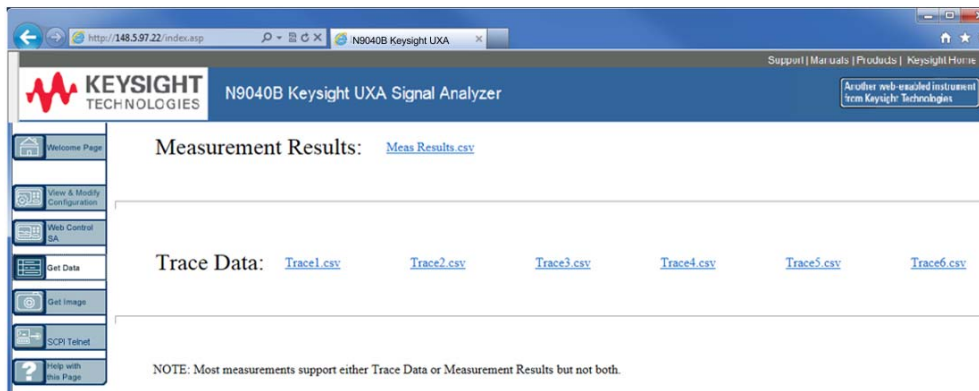 http://148.5.97.22/index.asp
N9040B Keysight UXA
Support | Manuals | Products | Keysight Home
KEYSIGHT
TECHNOLOGIES
N9040B Keysight UXA Signal Analyzer
Another web-enabled instrument
from Keysight Technologies
Welcome Page
View & Modify
Configuration
Web Control
SA
Get Data
Get Image
SCPI Telnet
Help with
this Page
Measurement Results: Meas Results.csv
Trace Data: Trace1.csv Trace2.csv Trace3.csv Trace4.csv Trace5.csv Trace6.csv
NOTE: Most measurements support either Trace Data or Measurement Results but not both.